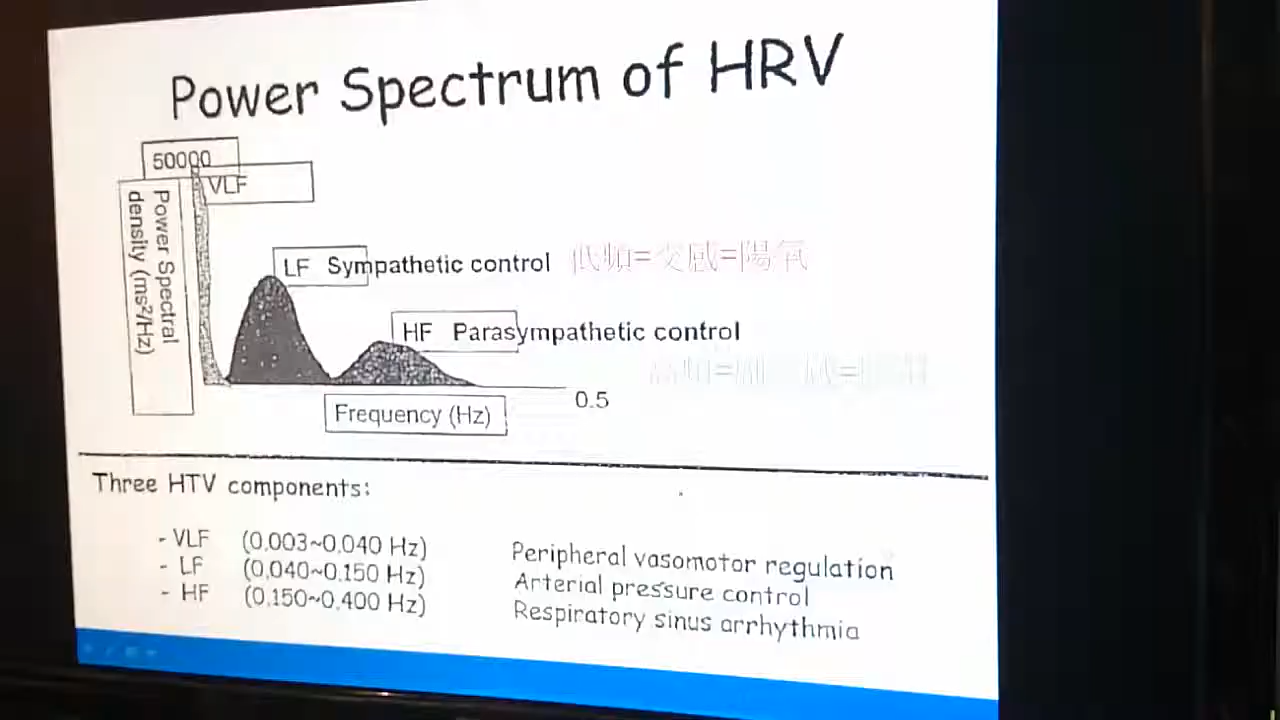 Power Spectrum of HRV
50000
VLF
Power Spectral
density (ms²/Hz)
LF Sympathetic control 低頻=交感=陽氣
HF Parasympathetic control
0.5
Frequency (Hz)
Three HTV components:
- VLF (0.003~0.040 Hz) Peripheral vasomotor regulation
- LF (0.040~0.150 Hz) Arterial pressure control
- HF (0.150~0.400 Hz) Respiratory sinus arrhythmia